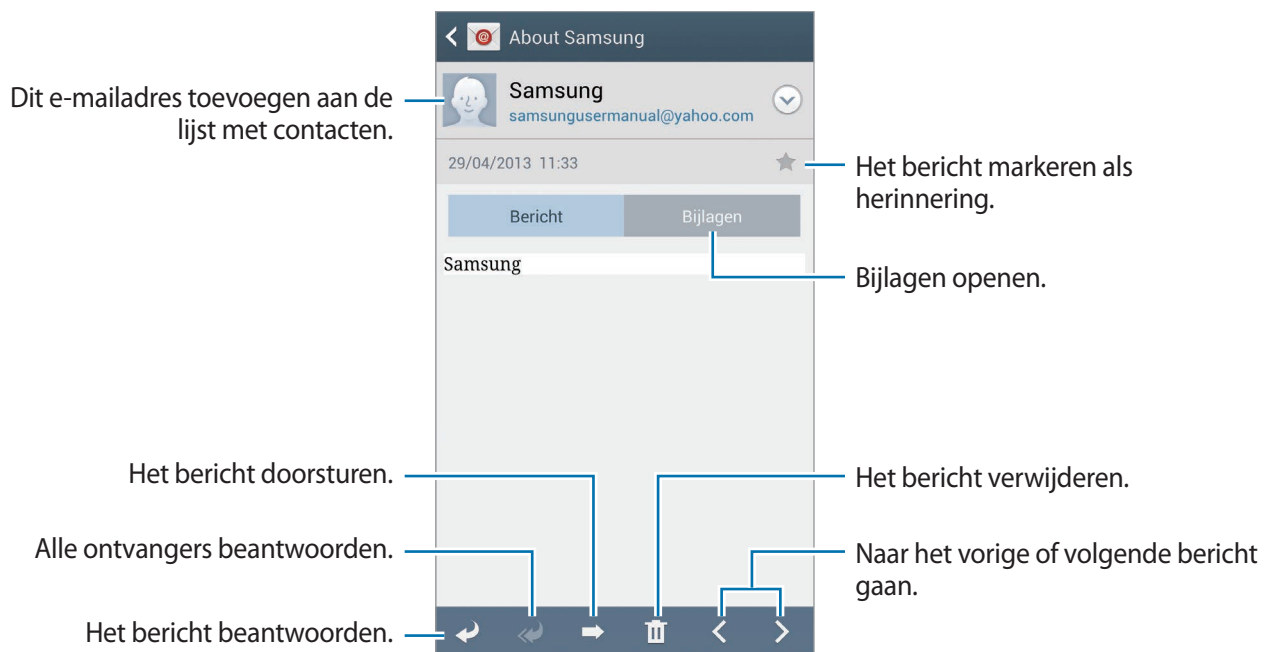 About Samsung
Dit e-mailadres toevoegen aan de
lijst met contacten.
Samsung
samsungusermanual@yahoo.com
29/04/2013 11:33
Het bericht markeren als
herinnering.
Bericht
Bijlagen
Samsung
Bijlagen openen.
Het bericht doorsturen.
Het bericht verwijderen.
Alle ontvangers beantwoorden.
Naar het vorige of volgende bericht
gaan.
Het bericht beantwoorden.